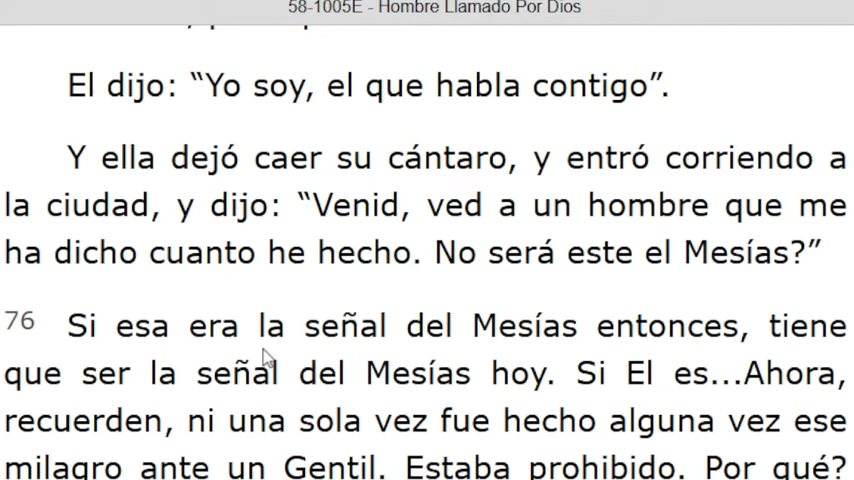 58-1005E - Hombre Llamado Por Dios
El dijo: “Yo soy, el que habla contigo”.
Y ella dejó caer su cántaro, y entró corriendo a
la ciudad, y dijo: “Venid, ved a un hombre que me
ha dicho cuanto he hecho. No será este el Mesías?”
76 Si esa era la señal del Mesías entonces, tiene
que ser la señal del Mesías hoy. Si El es...Ahora,
recuerden, ni una sola vez fue hecho alguna vez ese
milagro ante un Gentil. Estaba prohibido. Por qué?